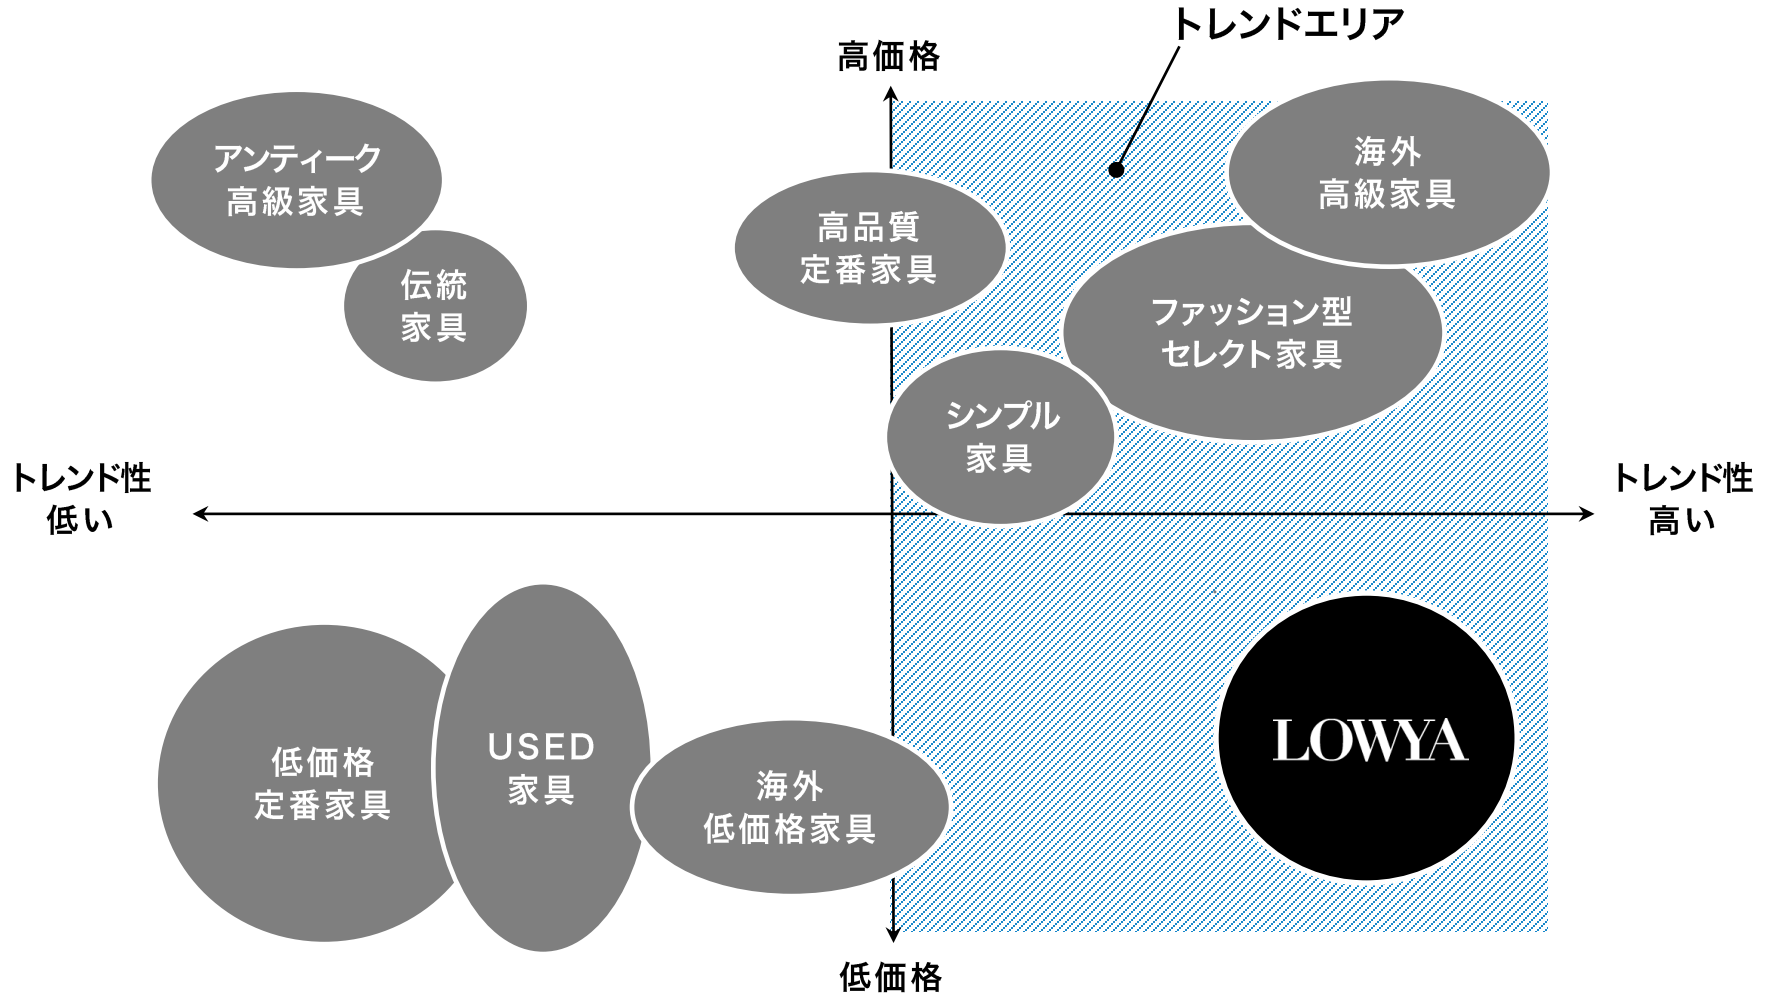 トレンドエリア
高価格
アンティーク
高級家具
伝統
家具
高品質
定番家具
海外
高級家具
ファッション型
セレクト家具
シンプル
家具
トレンド性
低い
トレンド性
高い
低価格
定番家具
USED
家具
海外
低価格家具
LOWYA
低価格